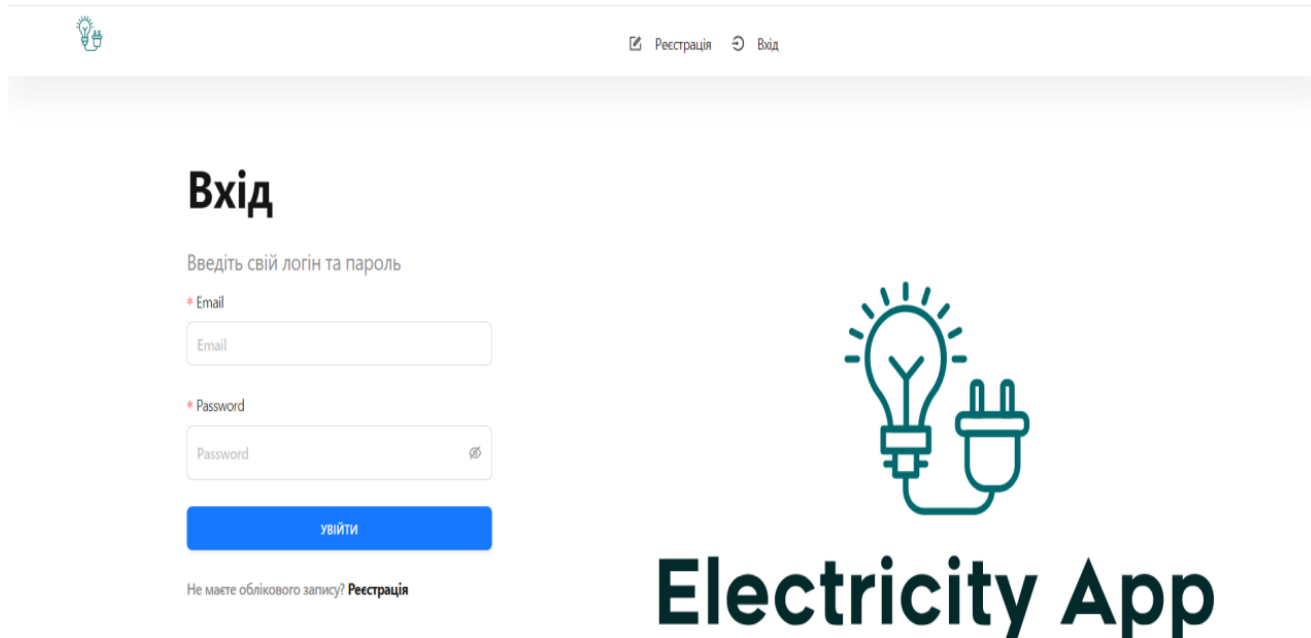 Реєстрація Вхід
Вхід
Введіть свій логін та пароль
* Email
Email
* Password
Password
УВІЙТИ
Не маєте облікового запису? Реєстрація
Electricity App